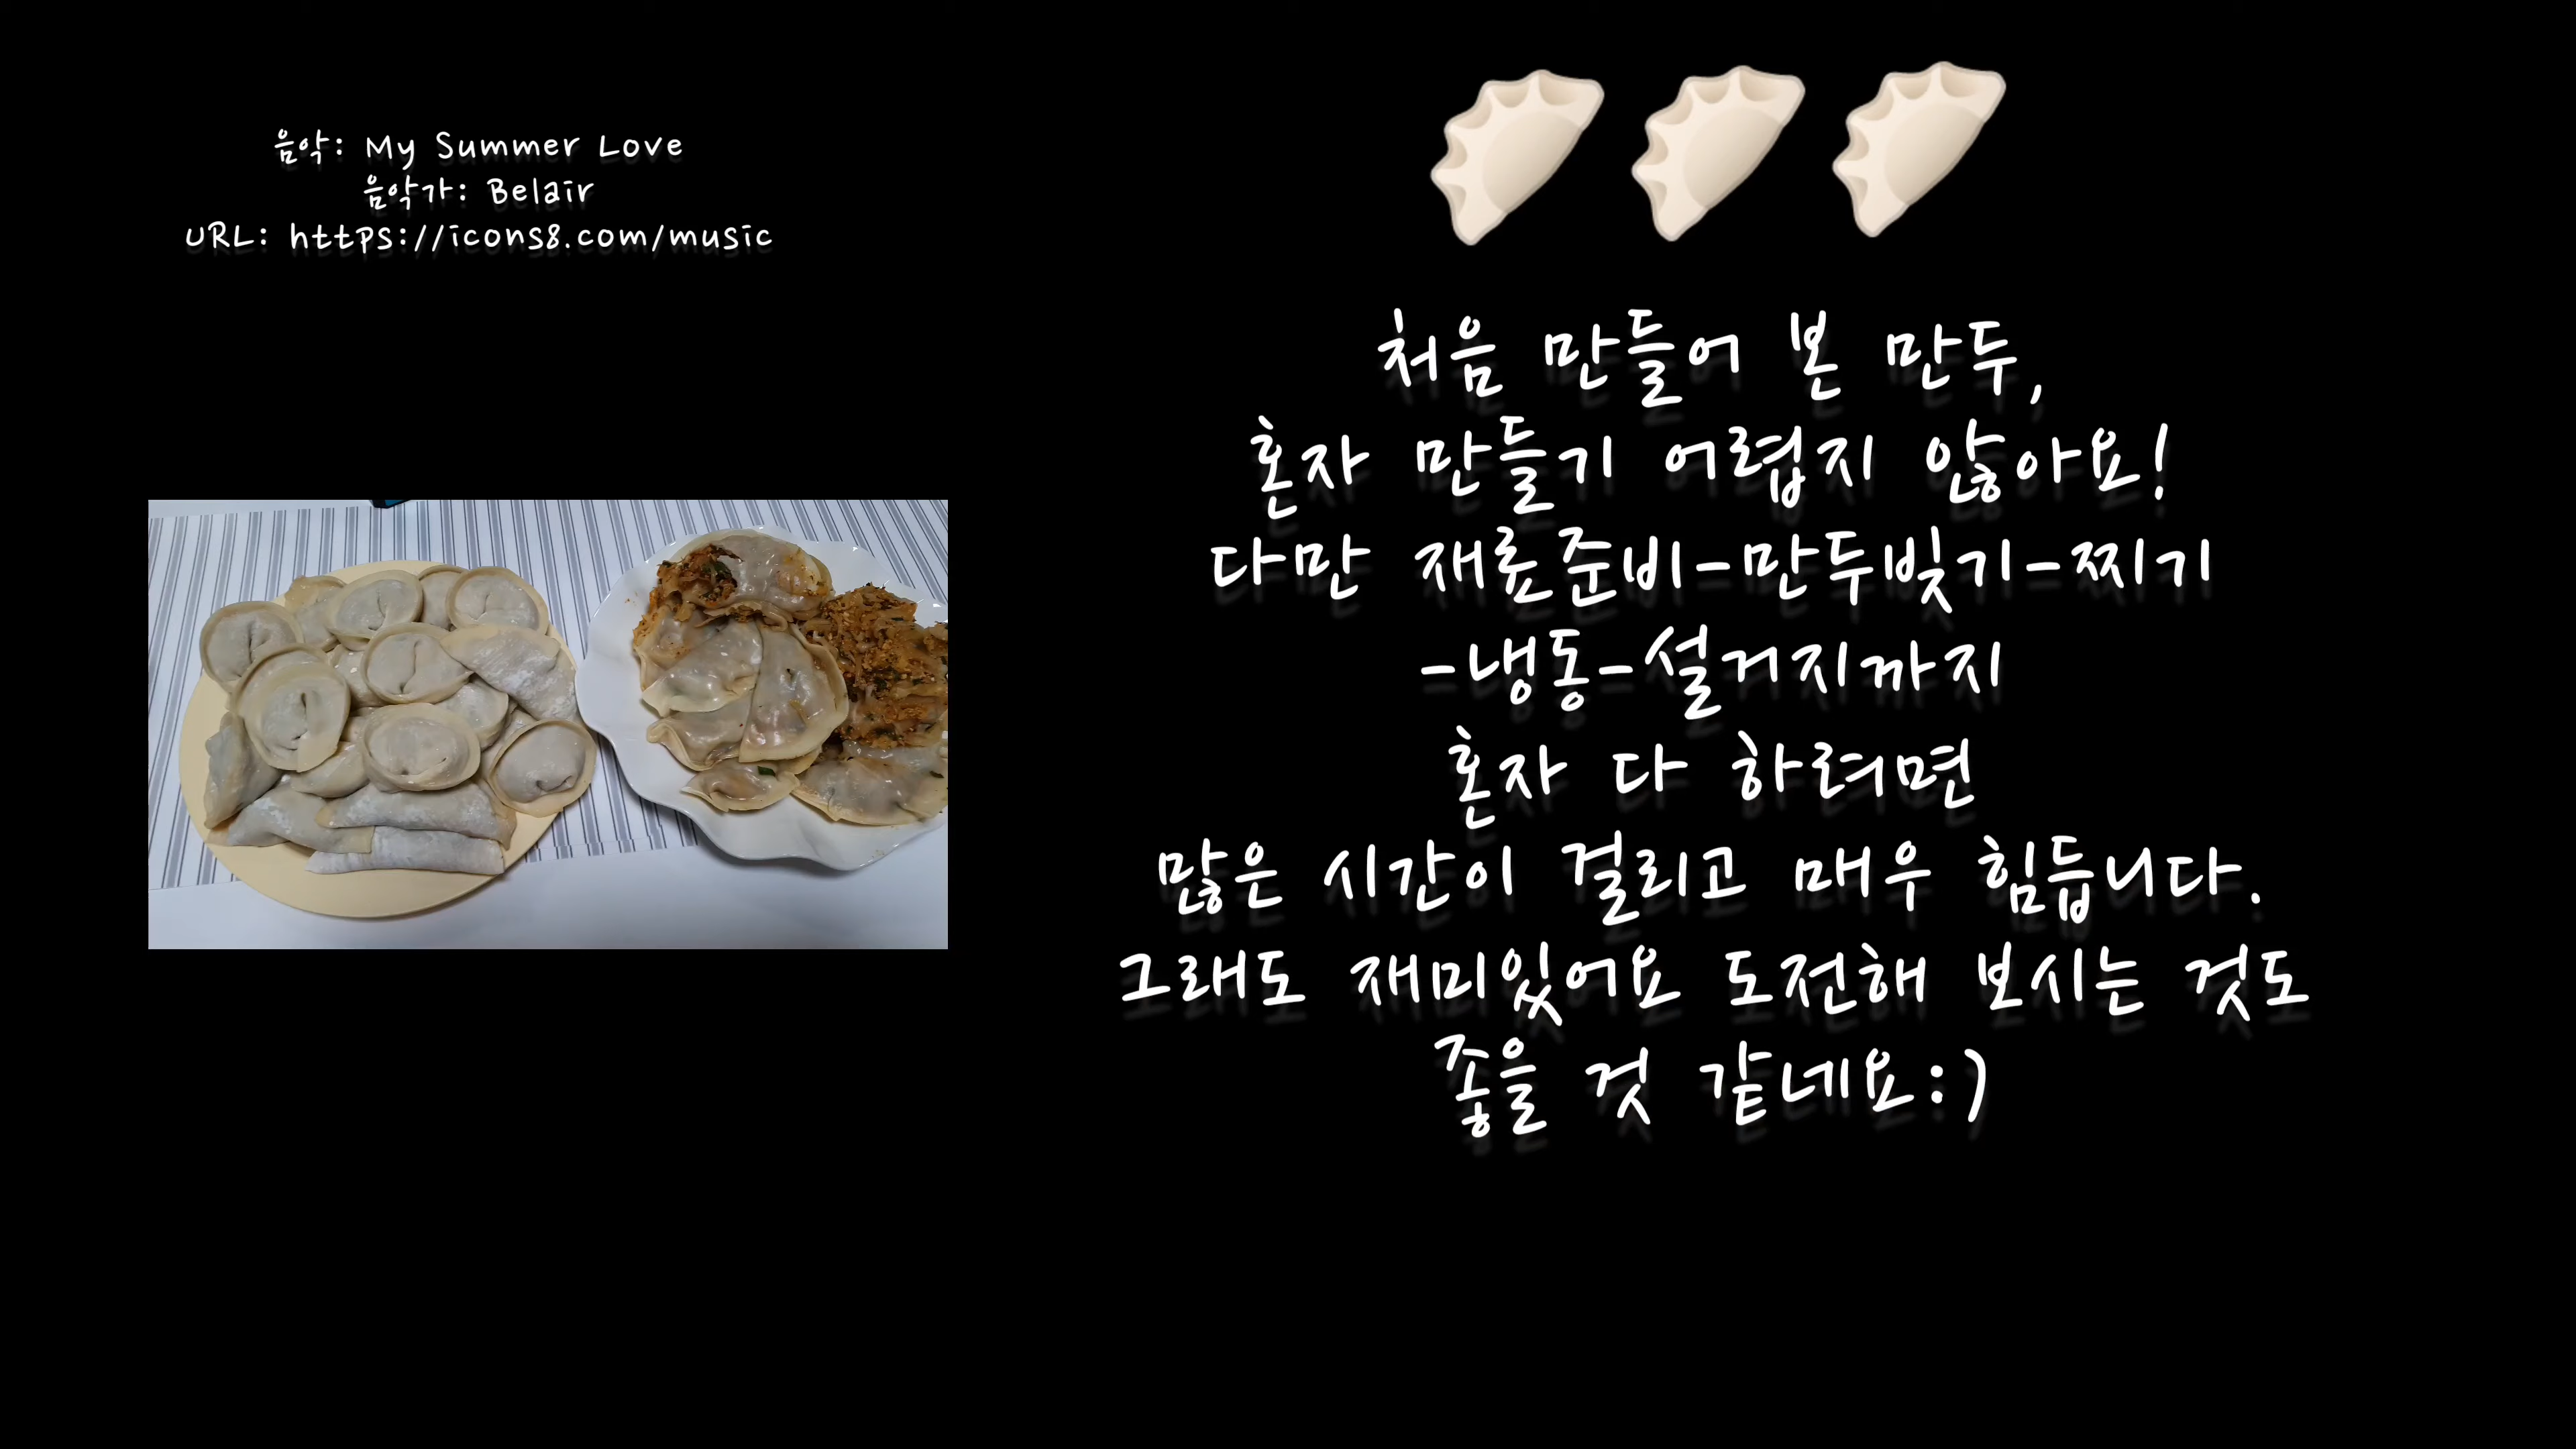 음악: My Summer Love
음악가: Belair
URL: https://icons8.com/music
처음 만들어 본 만두,
혼자 만들기 어렵지 않아요!
다만 재료준비-만두빚기-찌기
-냉동-설거지까지
혼자 다 하려면
많은 시간이 걸리고 매우 힘듭니다.
그래도 재미있어요 도전해 보시는 것도
좋을 것 같네요:)